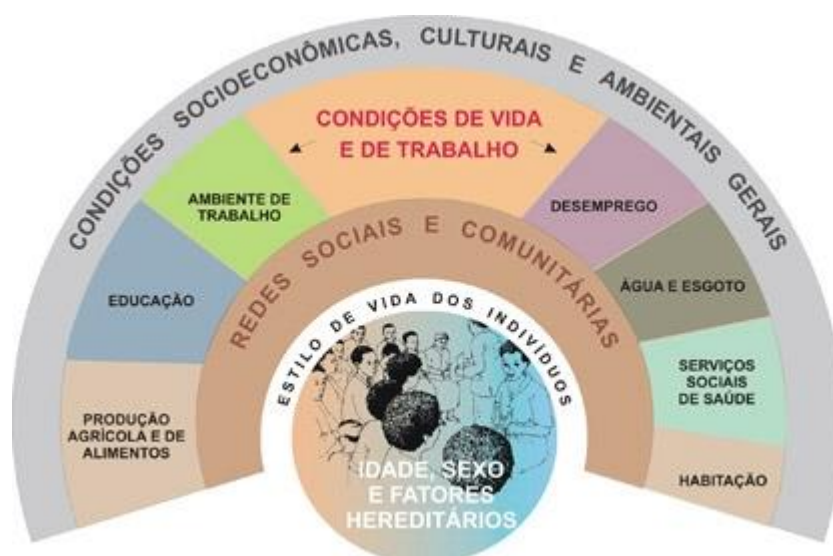 CONDIÇÕES SOCIOECONÔMICAS, CULTURAIS E AMBIENTAIS GERAIS
CONDIÇÕES DE VIDA
E DE TRABALHO
AMBIENTE DE
TRABALHO
DESEMPREGO
EDUCAÇÃO
ÁGUA E ESGOTO
PRODUÇÃO
AGRÍCOLA E DE
ALIMENTOS
SERVIÇOS
SOCIAIS
DE SAÚDE
HABITAÇÃO
REDES SOCIAIS E COMUNITÁRIAS
ESTILO DE VIDA DOS INDIVÍDUOS
IDADE, SEXO
E FATORES
HEREDITÁRIOS